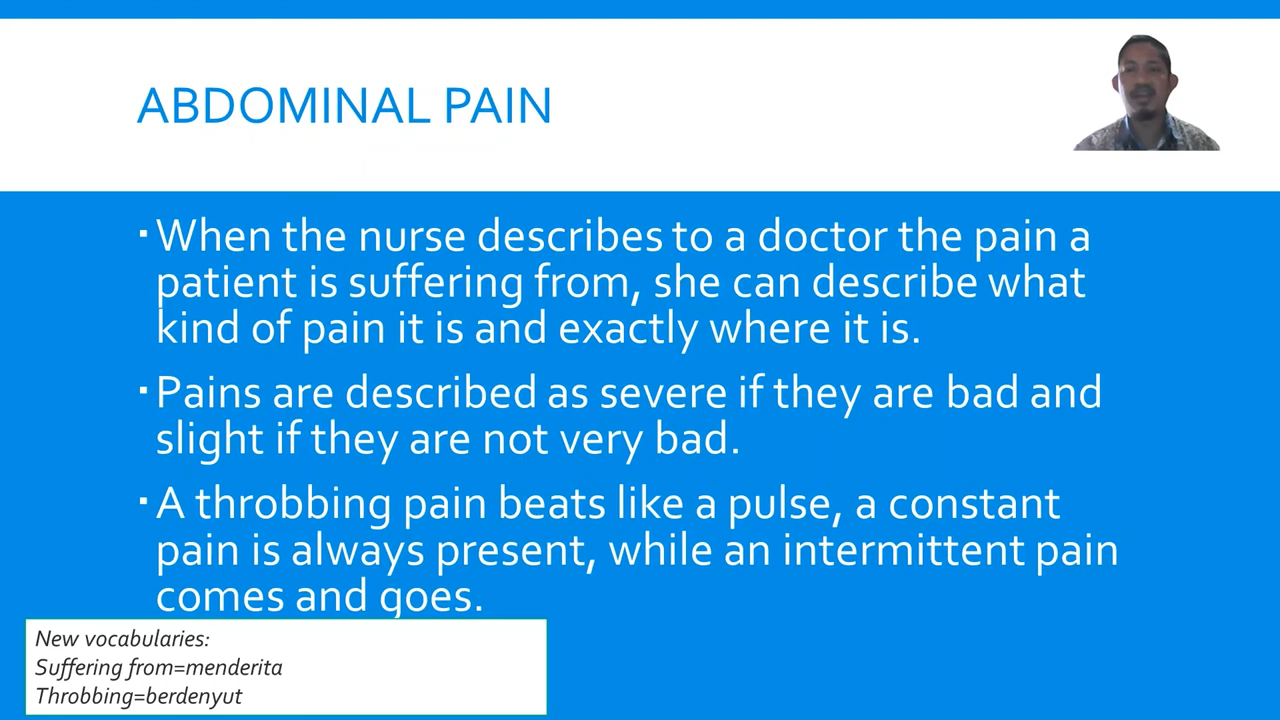 ABDOMINAL PAIN
▪When the nurse describes to a doctor the pain a
patient is suffering from, she can describe what
kind of pain it is and exactly where it is.
▪Pains are described as severe if they are bad and
slight if they are not very bad.
▪A throbbing pain beats like a pulse, a constant
pain is always present, while an intermittent pain
comes and goes.
New vocabularies:
Suffering from=menderita
Throbbing=berdenyut